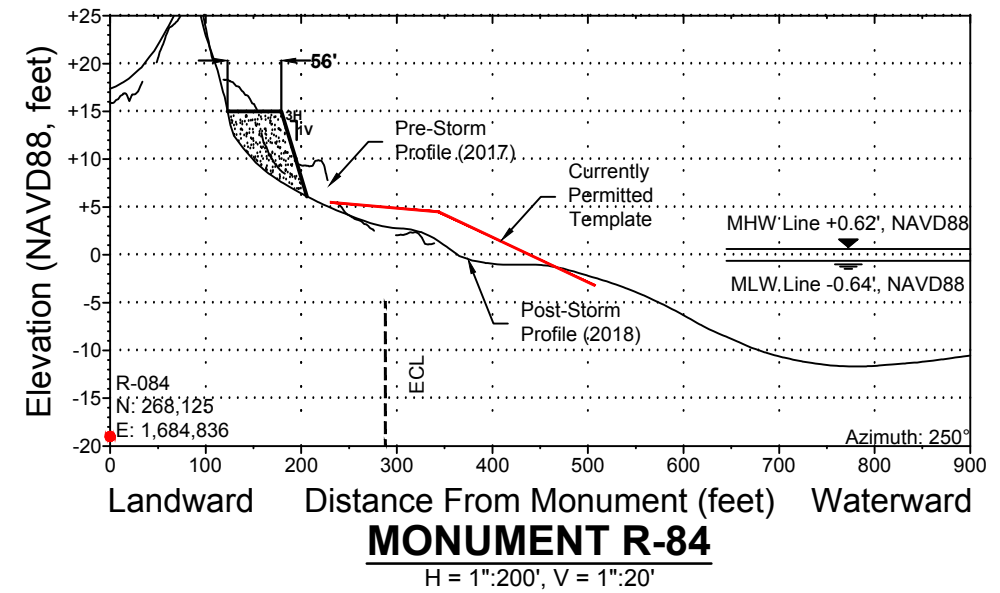 Elevation (NAVD88, feet)
+25
+20
+15
+10
+5
0
-5
-10
-15
-20
56'
3H
1V
Pre-Storm
Profile (2017)
Currently
Permitted
Template
MHW Line +0.62', NAVD88
MLW Line -0.64', NAVD88
Post-Storm
Profile (2018)
ECL
R-084
N: 268,125
E: 1,684,836
Azimuth: 250°
0 100 200 300 400 500 600 700 800 900
Landward Distance From Monument (feet) Waterward
MONUMENT R-84
H = 1":200', V = 1":20'